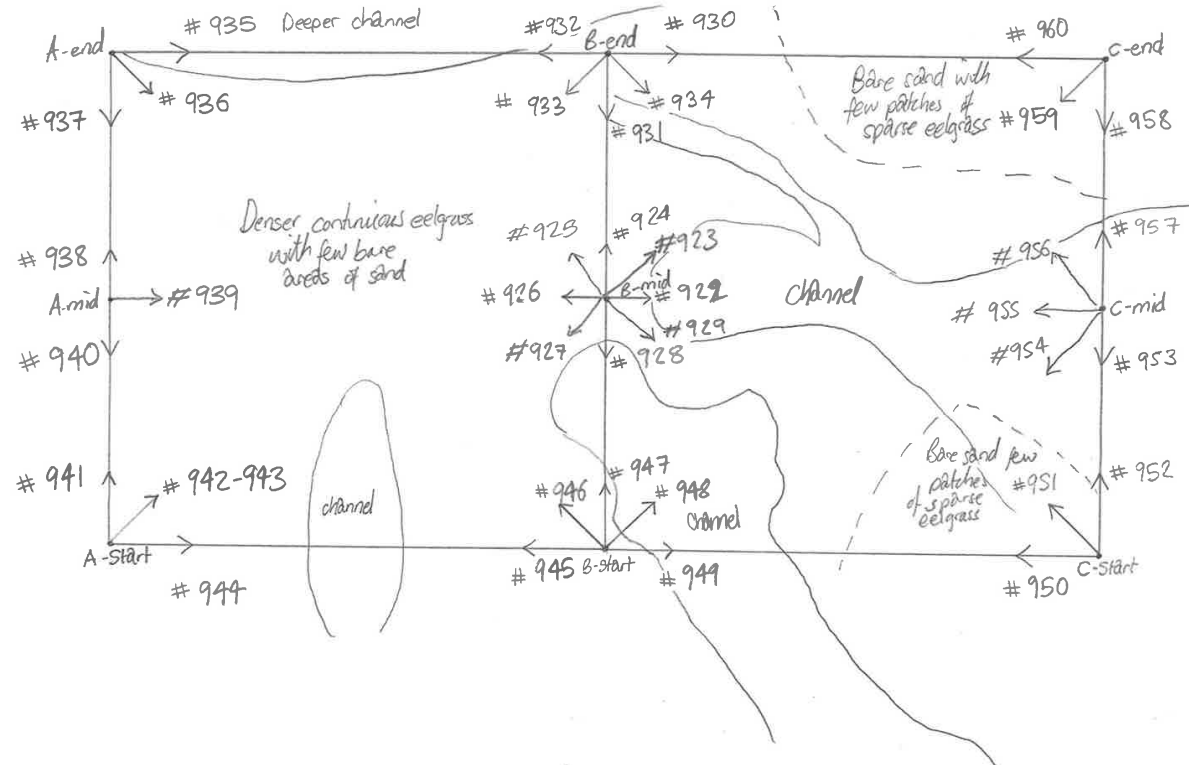 # 935
Deeper channel
# 932
# 930
# 960
A-end
B-end
C-end
# 936
# 933
# 934
Bare sand with
few patches of
sparse eelgrass
# 959
# 937
# 931
# 958
Denser continuous eelgrass
with few bare
areas of sand
# 925
# 924
# 923
# 957
# 938
# 956
A-mid
# 939
# 926
B-mid
# 922
channel
# 955
C-mid
# 940
# 927
# 928
# 929
# 954
# 953
# 941
# 942-943
channel
# 946
# 947
# 948
channel
Bare sand few
patches
of sparse
eelgrass
# 951
# 952
A-Start
# 944
# 945
B-Start
# 949
# 950
C-Start